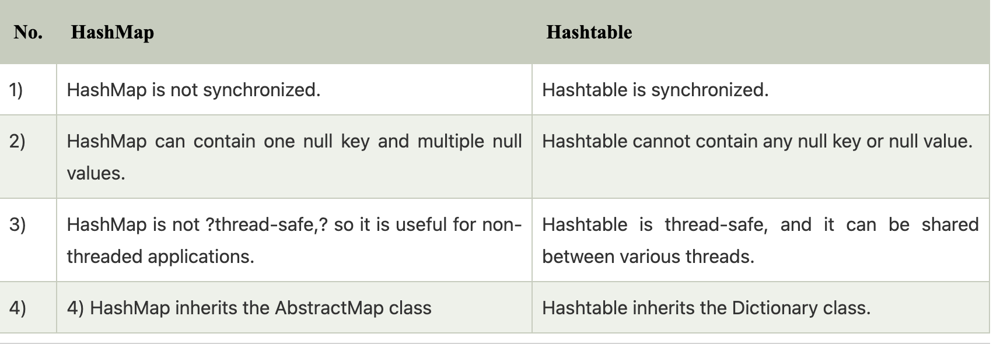 No. HashMap Hashtable
1) HashMap is not synchronized. Hashtable is synchronized.
2) HashMap can contain one null key and multiple null Hashtable cannot contain any null key or null value.
values.
3) HashMap is not ?thread-safe,? so it is useful for non- Hashtable is thread-safe, and it can be shared
threaded applications. between various threads.
4) 4) HashMap inherits the AbstractMap class Hashtable inherits the Dictionary class.